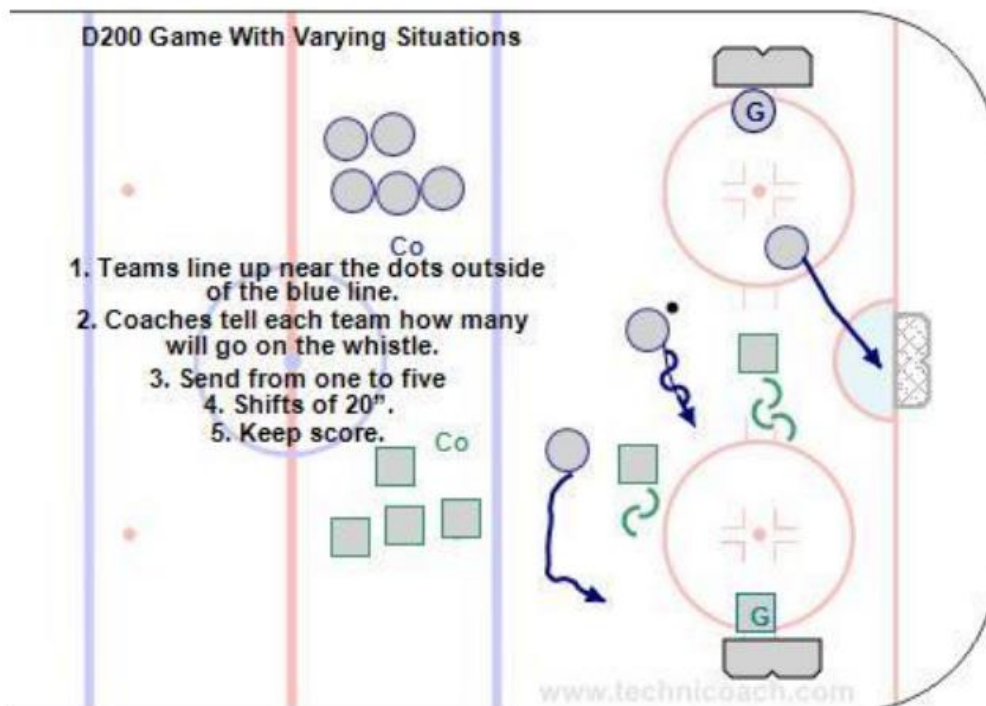 D200 Game With Varying Situations
G
Co
1. Teams line up near the dots outside
of the blue line.
2. Coaches tell each team how many
will go on the whistle.
3. Send from one to five
4. Shifts of 20”.
5. Keep score.
Co
G
www.technicoach.com